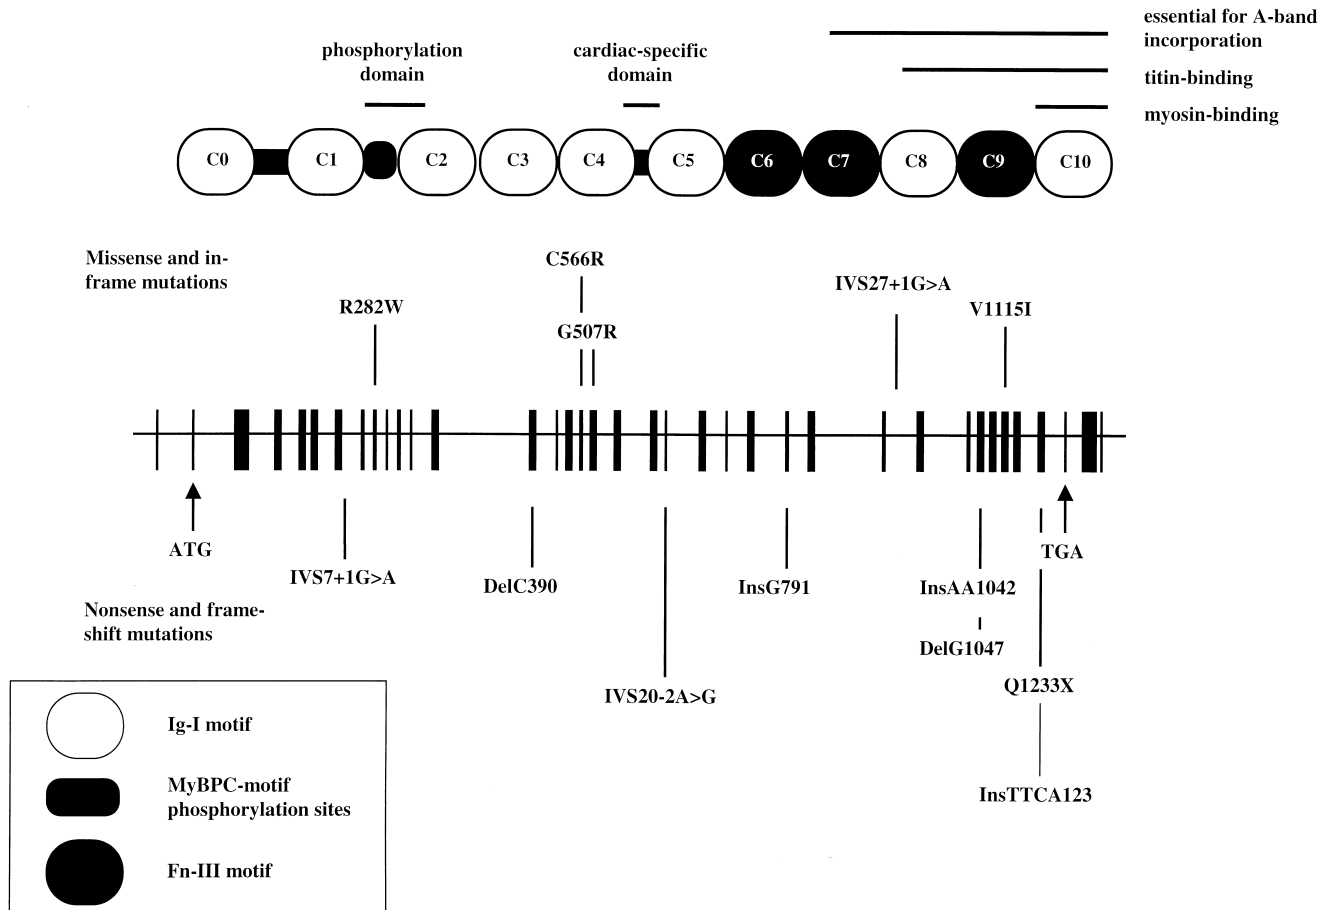 essential for A-band
incorporation
phosphorylation
domain
cardiac-specific
domain
titin-binding
myosin-binding
C0
C1
C2
C3
C4
C5
C6
C7
C8
C9
C10
Missense and in-
frame mutations
C566R
IVS27+1G>A
R282W
V1115I
G507R
ATG
TGA
IVS7+1G>A
DelC390
InsG791
InsAA1042
Nonsense and frame-
shift mutations
DelG1047
Q1233X
IVS20-2A>G
InsTTCA123
Ig-I motif
MyBPC-motif
phosphorylation sites
Fn-III motif